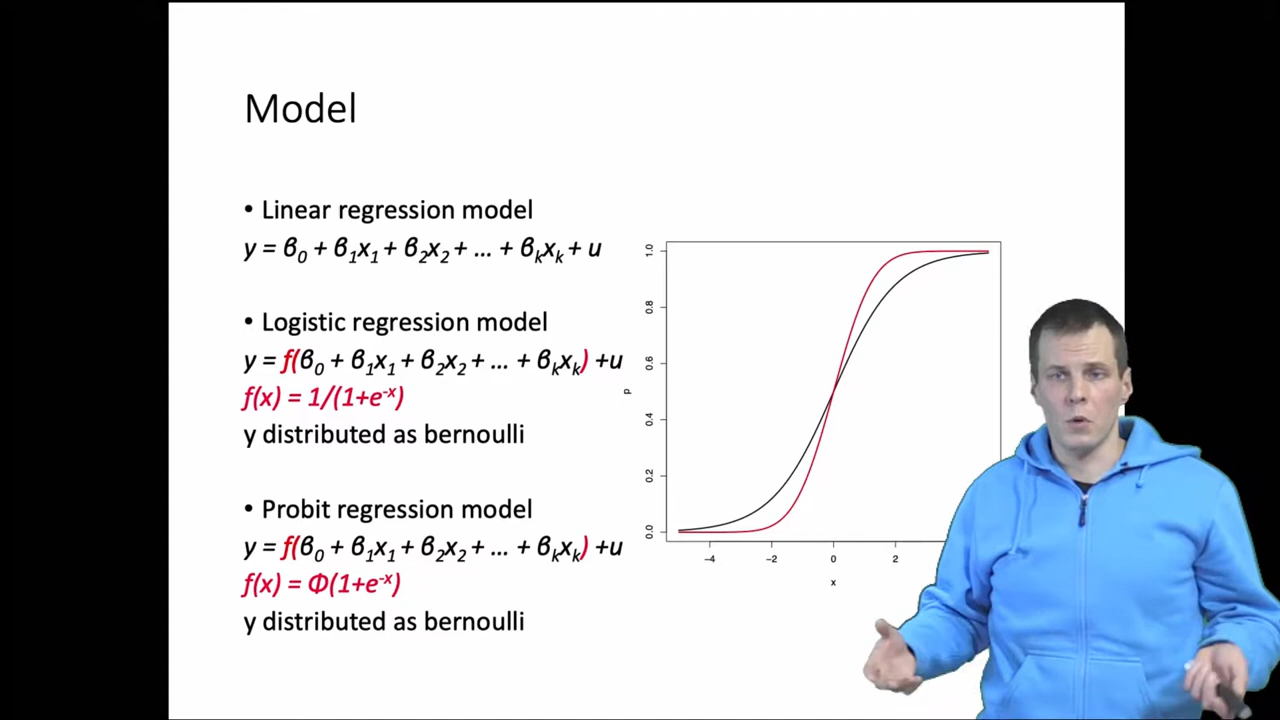 Model
• Linear regression model
y = β₀ + β₁x₁ + β₂x₂ + ... + βₖxₖ + u
• Logistic regression model
y = f(β₀ + β₁x₁ + β₂x₂ + ... + βₖxₖ) +u
f(x) = 1/(1+e⁻ˣ)
y distributed as bernoulli
• Probit regression model
y = f(β₀ + β₁x₁ + β₂x₂ + ... + βₖxₖ) +u
f(x) = Φ(1+e⁻ˣ)
y distributed as bernoulli
1.0
0.8
0.6
0.4
0.2
0.0
p
−4 −2 0 2
x